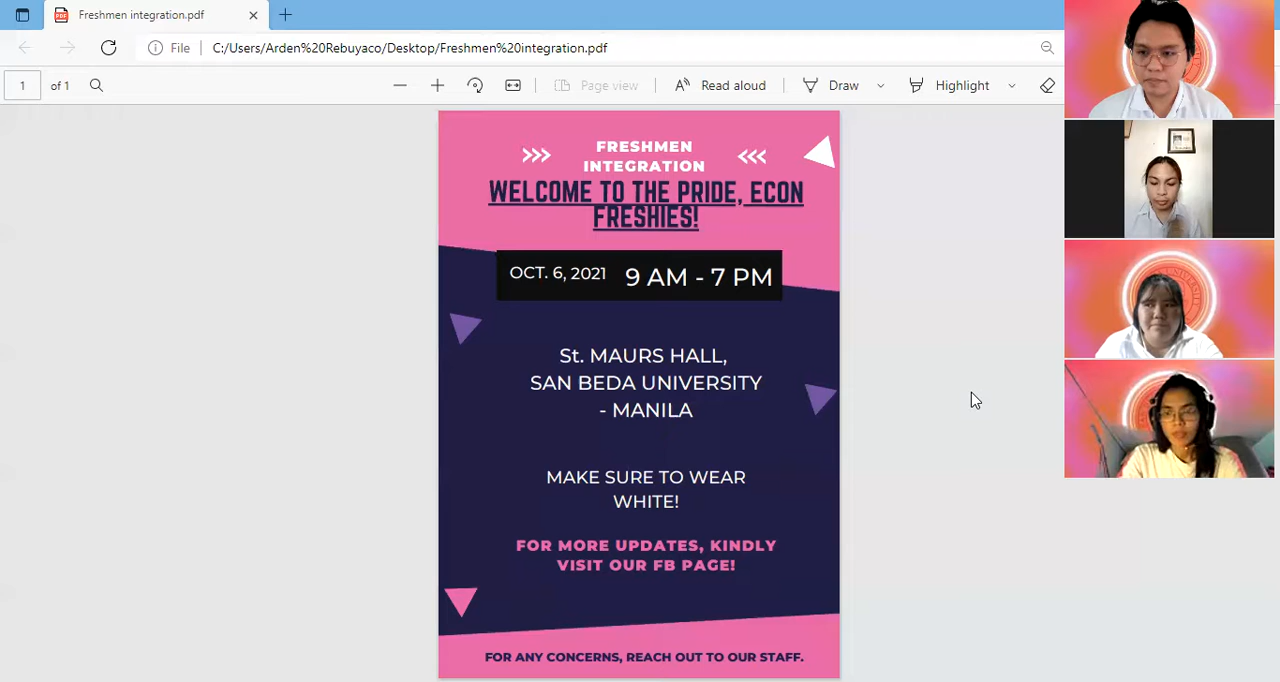 Freshmen integration.pdf
File
C:/Users/Arden%20Rebuyaco/Desktop/Freshmen%20integration.pdf
1 of 1
Page view
Read aloud
Draw
Highlight
FRESHMEN
INTEGRATION
WELCOME TO THE PRIDE, ECON
FRESHIES!
OCT. 6, 2021 9 AM - 7 PM
St. MAURS HALL,
SAN BEDA UNIVERSITY
- MANILA
MAKE SURE TO WEAR
WHITE!
FOR MORE UPDATES, KINDLY
VISIT OUR FB PAGE!
FOR ANY CONCERNS, REACH OUT TO OUR STAFF.